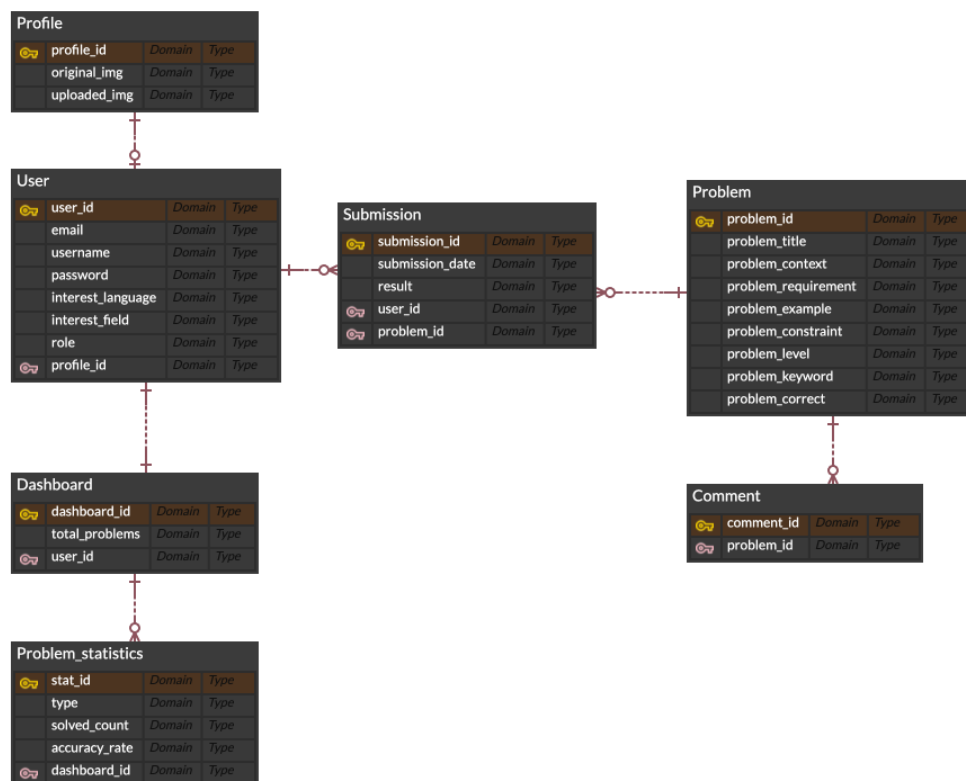 Profile
profile_id Domain Type
original_img Domain Type
uploaded_img Domain Type
User
user_id Domain Type
email Domain Type
username Domain Type
password Domain Type
interest_language Domain Type
interest_field Domain Type
role Domain Type
profile_id Domain Type
Submission
submission_id Domain Type
submission_date Domain Type
result Domain Type
user_id Domain Type
problem_id Domain Type
Problem
problem_id Domain Type
problem_title Domain Type
problem_context Domain Type
problem_requirement Domain Type
problem_example Domain Type
problem_constraint Domain Type
problem_level Domain Type
problem_keyword Domain Type
problem_correct Domain Type
Dashboard
dashboard_id Domain Type
total_problems Domain Type
user_id Domain Type
Comment
comment_id Domain Type
problem_id Domain Type
Problem_statistics
stat_id Domain Type
type Domain Type
solved_count Domain Type
accuracy_rate Domain Type
dashboard_id Domain Type